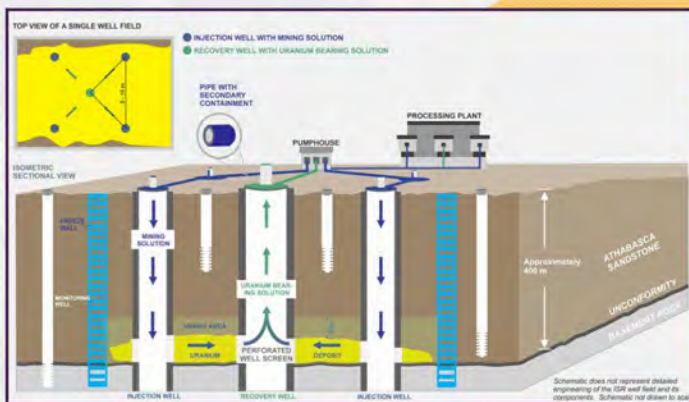 TOP VIEW OF A SINGLE WELL FIELD
INJECTION WELL WITH MINING SOLUTION
RECOVERY WELL WITH URANIUM BEARING SOLUTION
PIPE WITH
SECONDARY
CONTAINMENT
PROCESSING PLANT
PUMPHOUSE
ISOMETRIC
SECTIONAL VIEW
FREEZE
WELL
MINING
SOLUTION
MONITORING
WELL
URANIUM BEAR-
ING SOLUTION
Approximately
400 m
ATHABASCA
SANDSTONE
UNCONFORMITY
BASEMENT ROCK
MINING AREA
URANIUM
PERFORATED
WELL SCREEN
DEPOSIT
INJECTION WELL
RECOVERY WELL
INJECTION WELL
Schematic does not represent detailed
engineering of the ISR well field and its
components. Schematic not drawn to